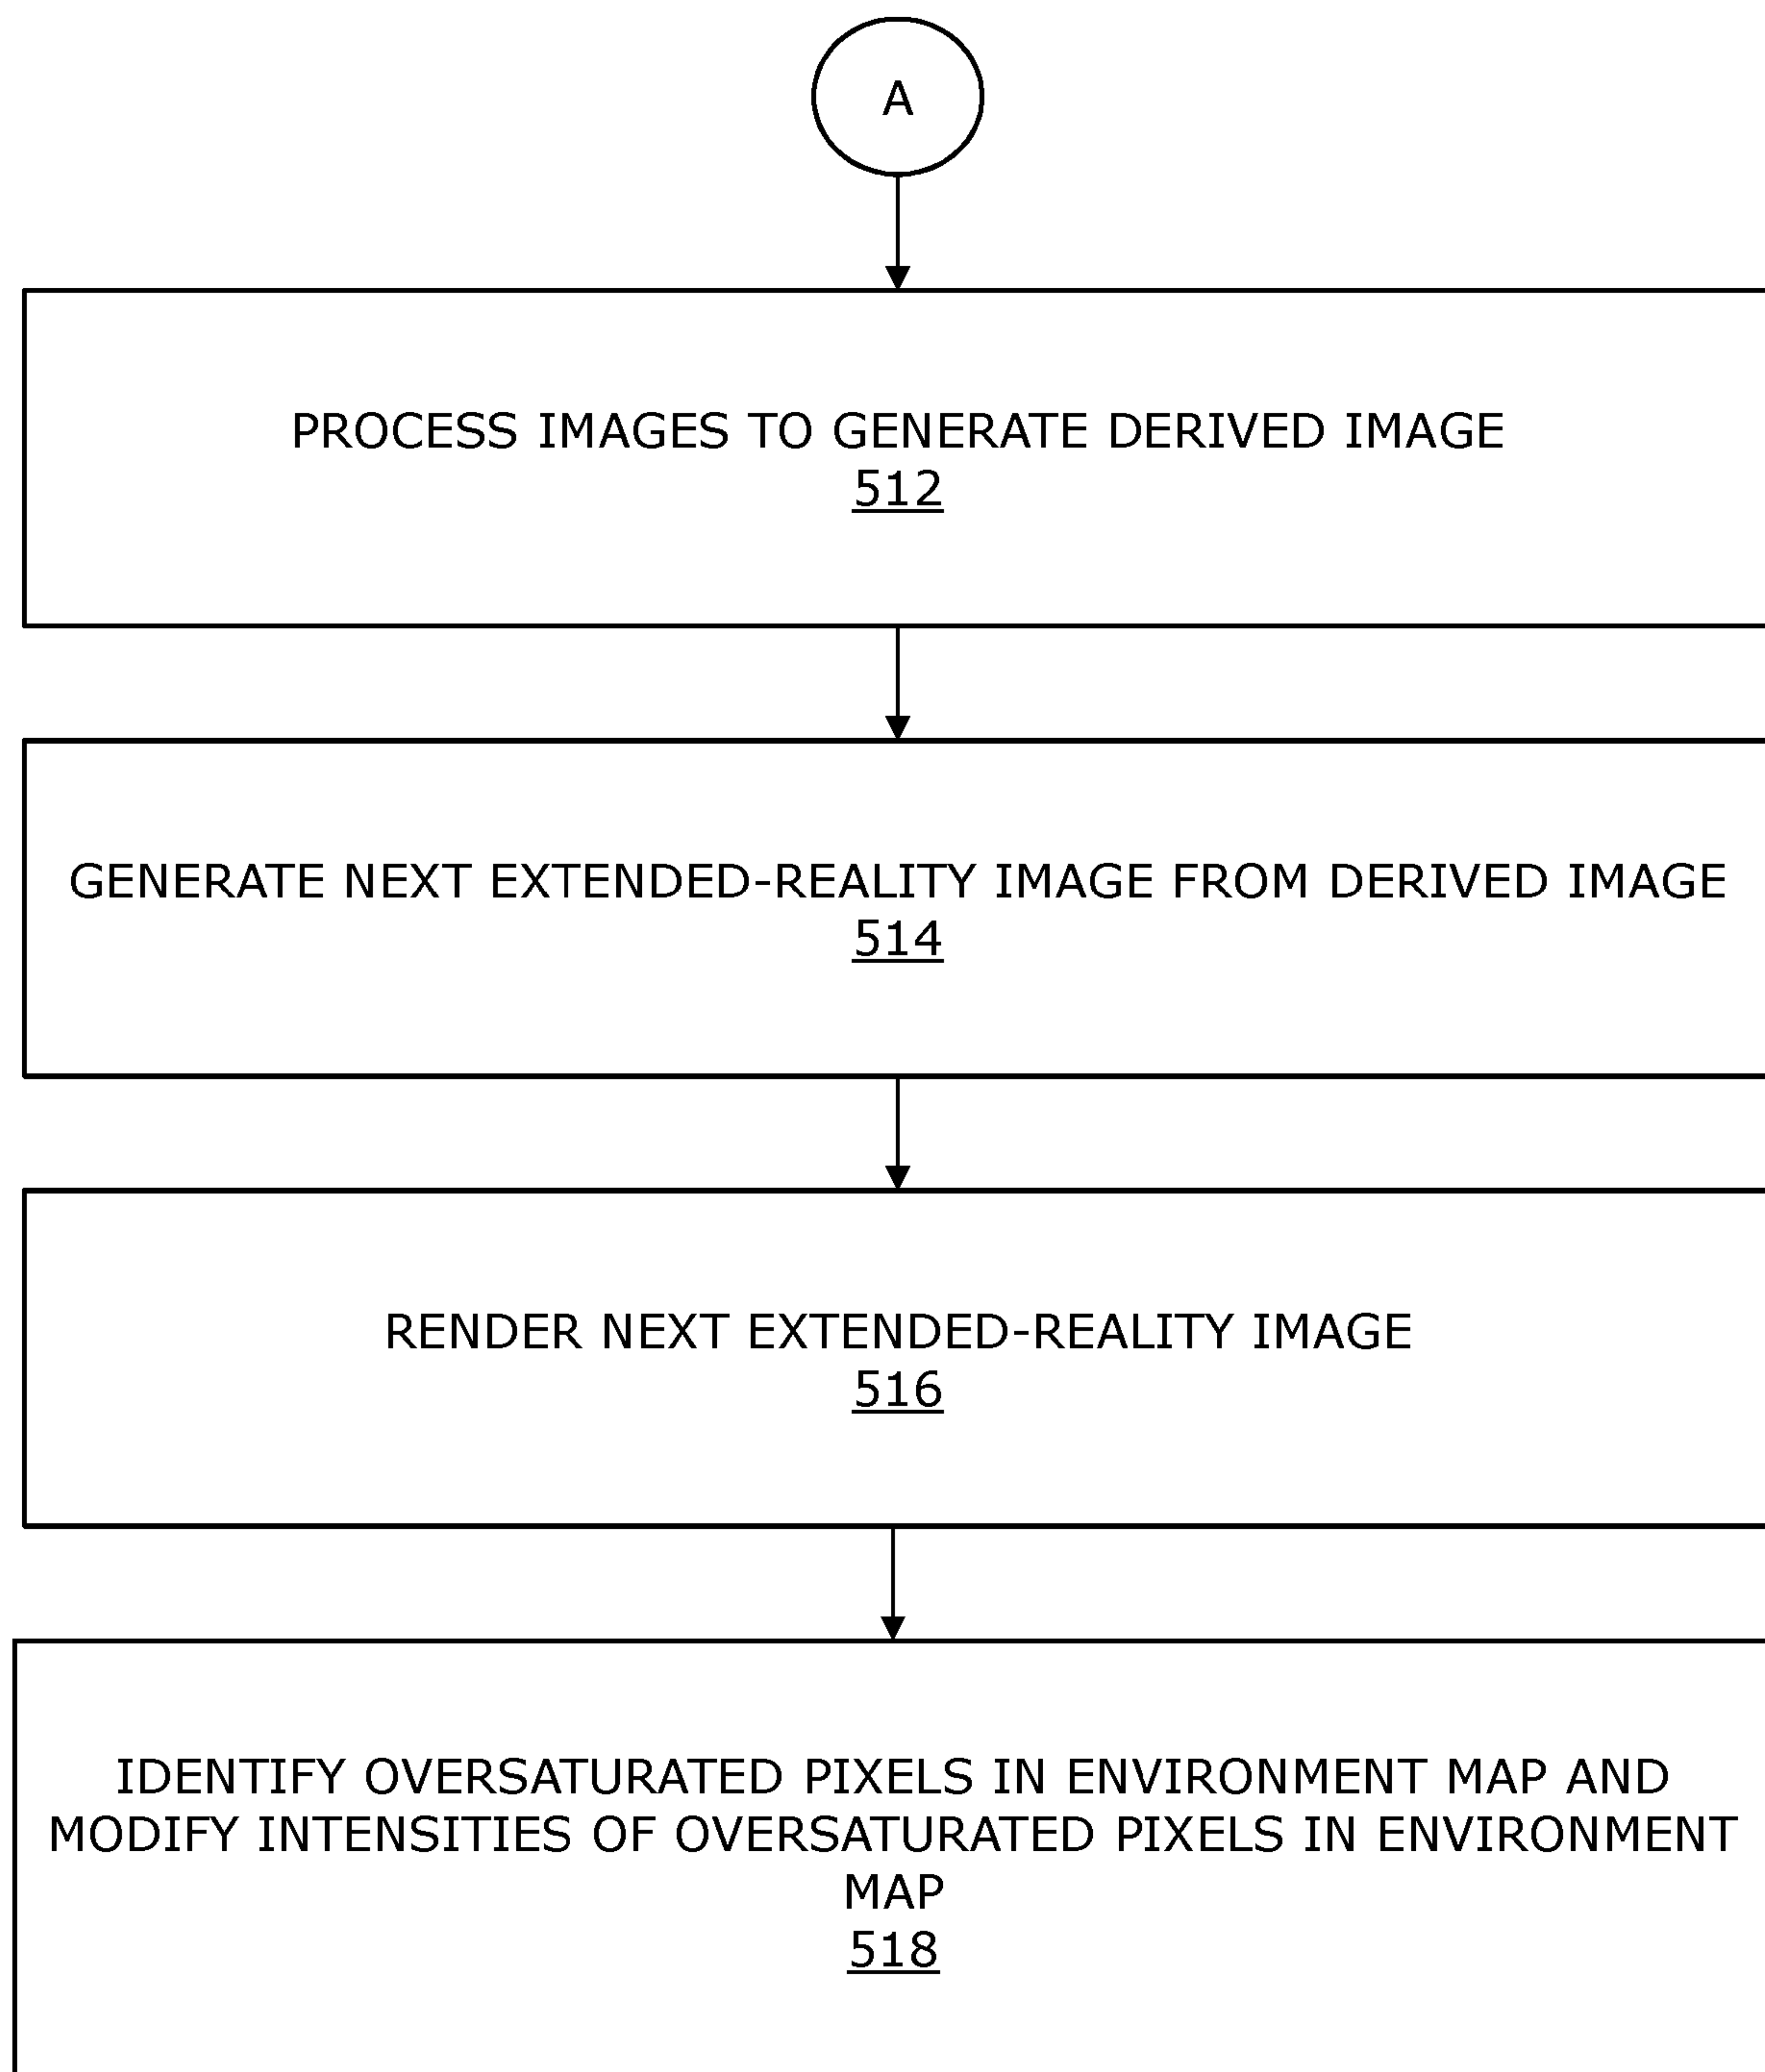 A
PROCESS IMAGES TO GENERATE DERIVED IMAGE
512
GENERATE NEXT EXTENDED-REALITY IMAGE FROM DERIVED IMAGE
514
RENDER NEXT EXTENDED-REALITY IMAGE
516
IDENTIFY OVERSATURATED PIXELS IN ENVIRONMENT MAP AND
MODIFY INTENSITIES OF OVERSATURATED PIXELS IN ENVIRONMENT
MAP
518